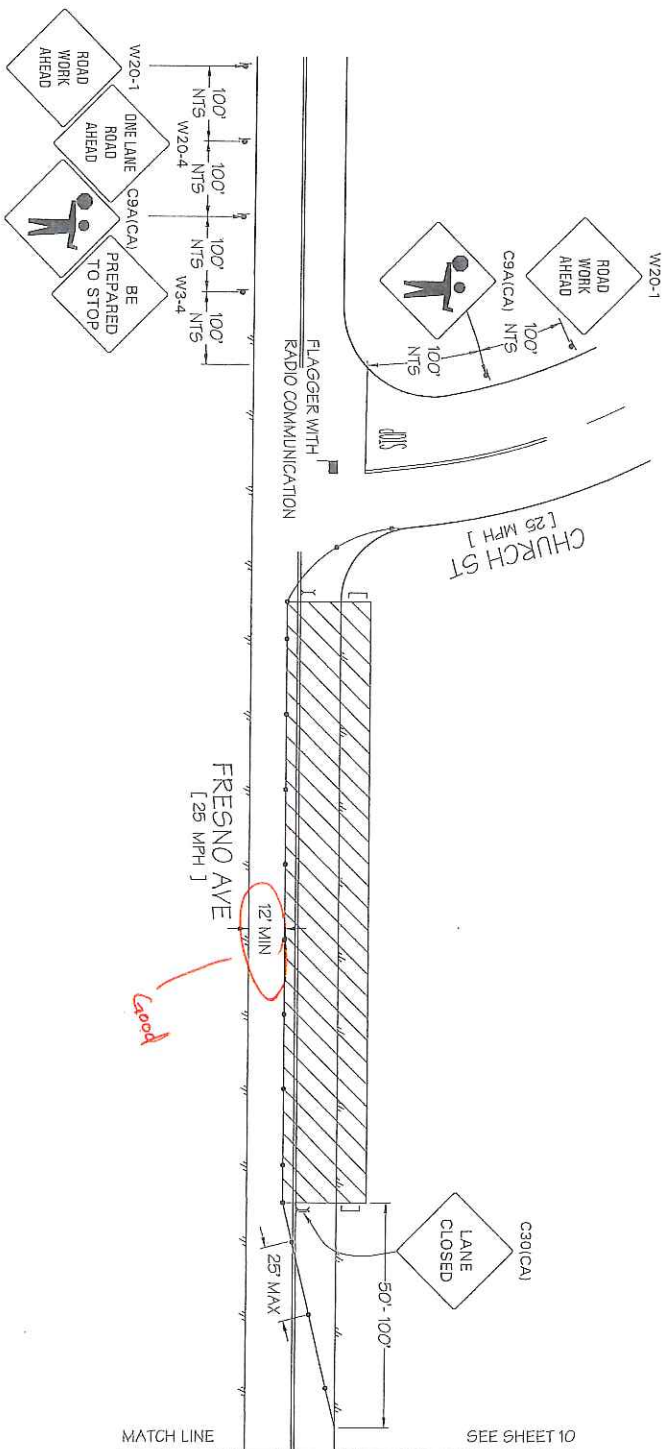 W20-1
ROAD
WORK
AHEAD
ONE LANE
ROAD
AHEAD
W20-4
C9A(CA)
BE
PREPARED
TO STOP
W3-4
100'
NTS
100'
NTS
100'
NTS
100'
NTS
W20-1
ROAD
WORK
AHEAD
C9A(CA)
100'
NTS
100'
NTS
STOP
FLAGGER WITH
RADIO COMMUNICATION
CHURCH ST
[ 25 MPH ]
FRESNO AVE
[ 25 MPH ]
12' MIN
Good
C30(CA)
LANE
CLOSED
50'-100'
25' MAX
MATCH LINE
SEE SHEET 10